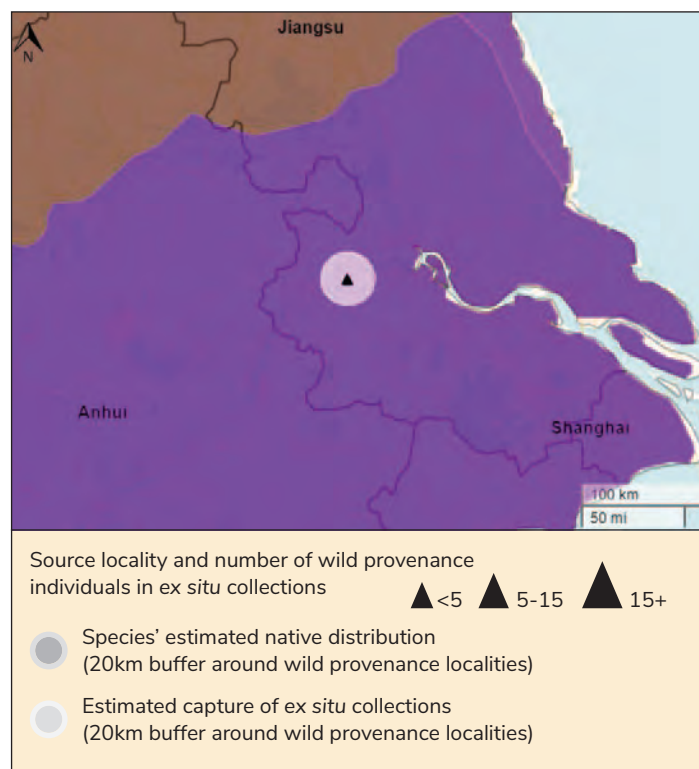 N
Jiangsu
Anhui
Shanghai
100 km
50 mi
Source locality and number of wild provenance
individuals in ex situ collections
<5
5-15
15+
Species’ estimated native distribution
(20km buffer around wild provenance localities)
Estimated capture of ex situ collections
(20km buffer around wild provenance localities)